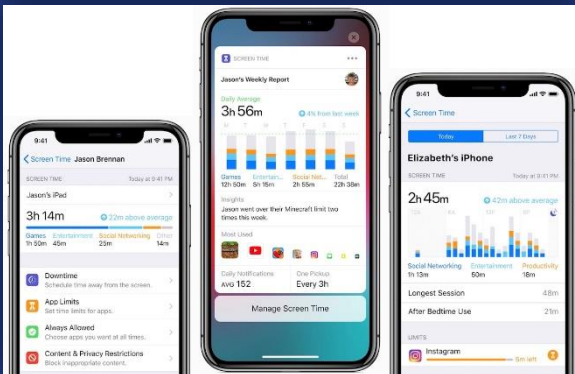 9:41
Screen Time Jason Brennan
SCREEN TIME Today at 9:41 PM
Jason's iPad
3h 14m 22m above average
Games Entertainment Social Networking Other
1h 50m 45m 25m 14m
Downtime
Schedule time away from the screen.
App Limits
Set time limits for apps.
Always Allowed
Choose apps you want at all times.
Content & Privacy Restrictions
Block inappropriate content.
SCREEN TIME
Jason's Weekly Report
Daily Average
3h 56m 4% from last week
M T W T F S S
Games Entertain... Social Net... Total
12h 50m 5h 15m 2h 55m 22h 38m
Insights
Jason went over their Minecraft limit two
times this week.
Most Used
Daily Notifications One Pickup
AVG 152 Every 3h
Manage Screen Time
9:41
Screen Time
Today Last 7 Days
Elizabeth's iPhone
SCREEN TIME Today at 9:41 PM
2h 45m 42m above average
Social Networking Entertainment Productivity
1h 13m 50m 18m
Longest Session 48m
After Bedtime Use 21m
LIMITS
Instagram
5m left